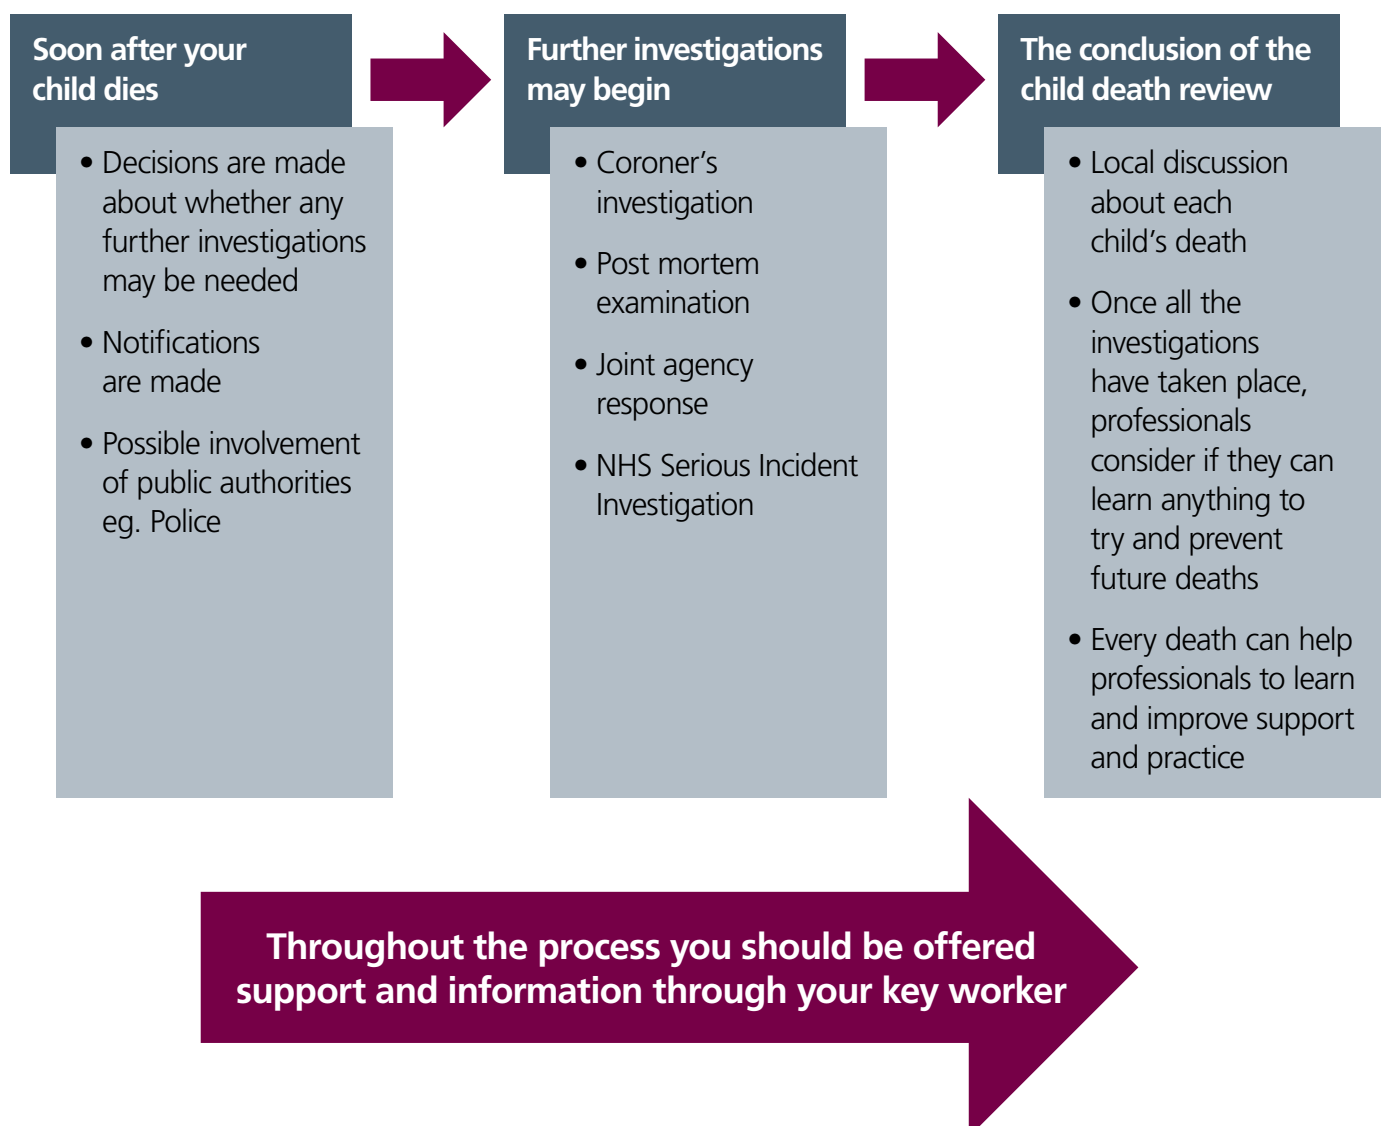 Soon after your
child dies
• Decisions are made
about whether any
further investigations
may be needed
• Notifications
are made
• Possible involvement
of public authorities
eg. Police
Further investigations
may begin
• Coroner’s
investigation
• Post mortem
examination
• Joint agency
response
• NHS Serious Incident
Investigation
The conclusion of the
child death review
• Local discussion
about each
child’s death
• Once all the
investigations
have taken place,
professionals
consider if they can
learn anything to
try and prevent
future deaths
• Every death can help
professionals to learn
and improve support
and practice
Throughout the process you should be offered
support and information through your key worker